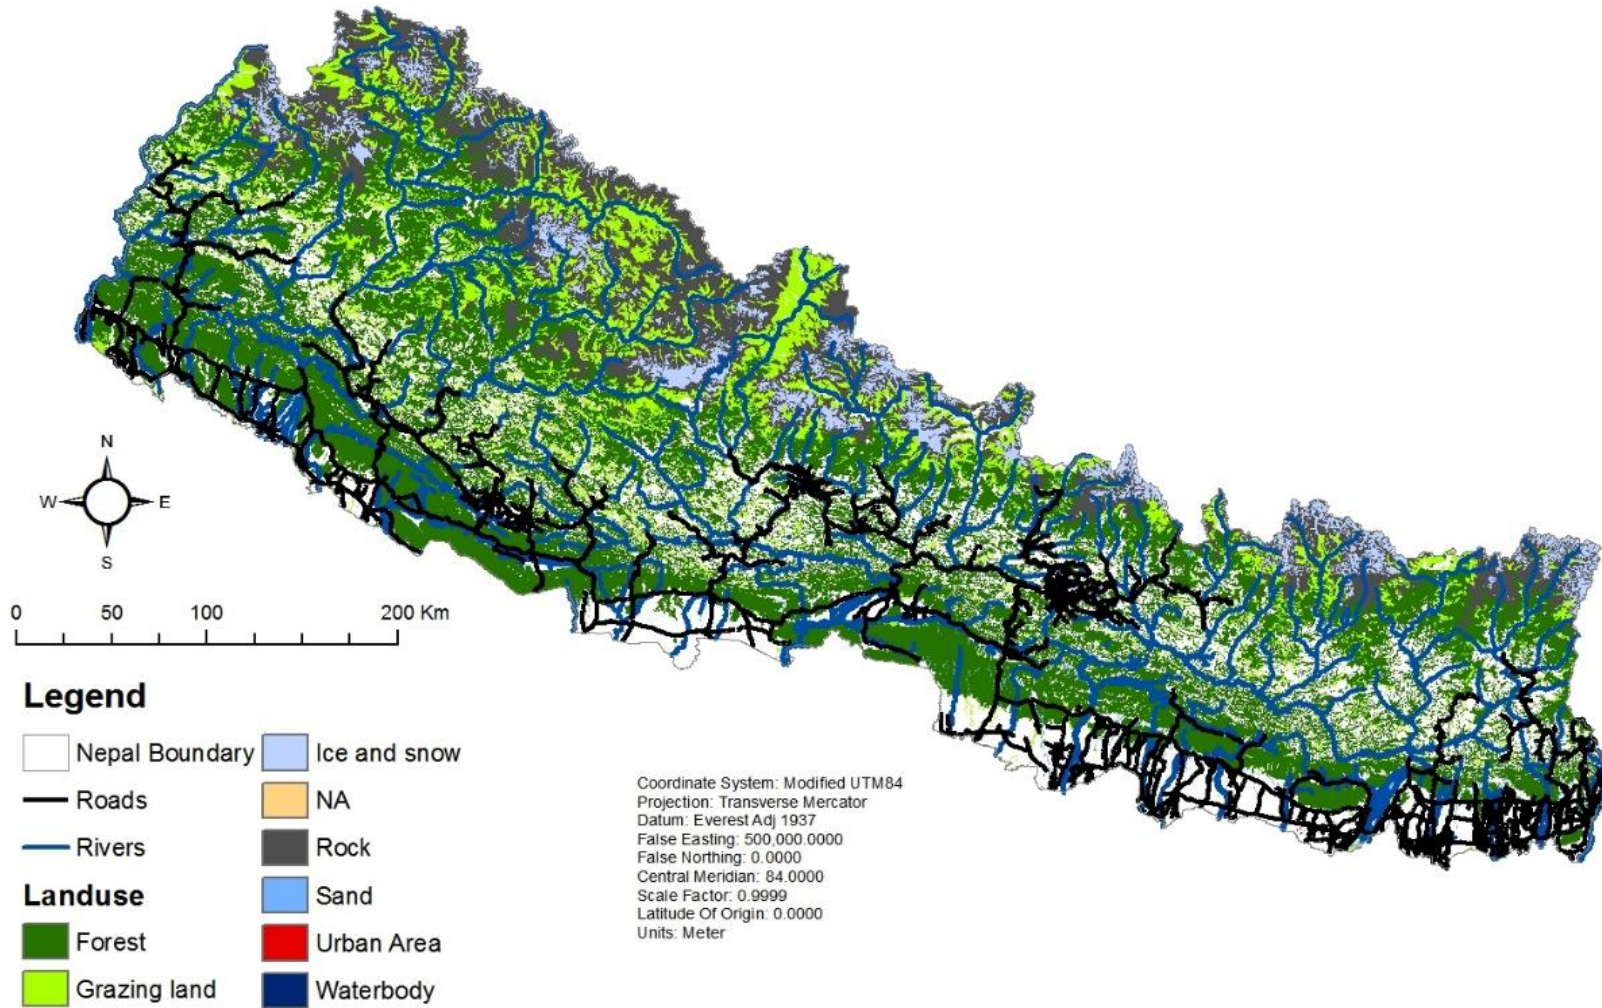 N
W
E
S
0 50 100 200 Km
Legend
Nepal Boundary
Roads
Rivers
Landuse
Forest
Grazing land
Ice and snow
NA
Rock
Sand
Urban Area
Waterbody
Coordinate System: Modified UTM84
Projection: Transverse Mercator
Datum: Everest Adj 1937
False Easting: 500,000.0000
False Northing: 0.0000
Central Meridian: 84.0000
Scale Factor: 0.9999
Latitude Of Origin: 0.0000
Units: Meter